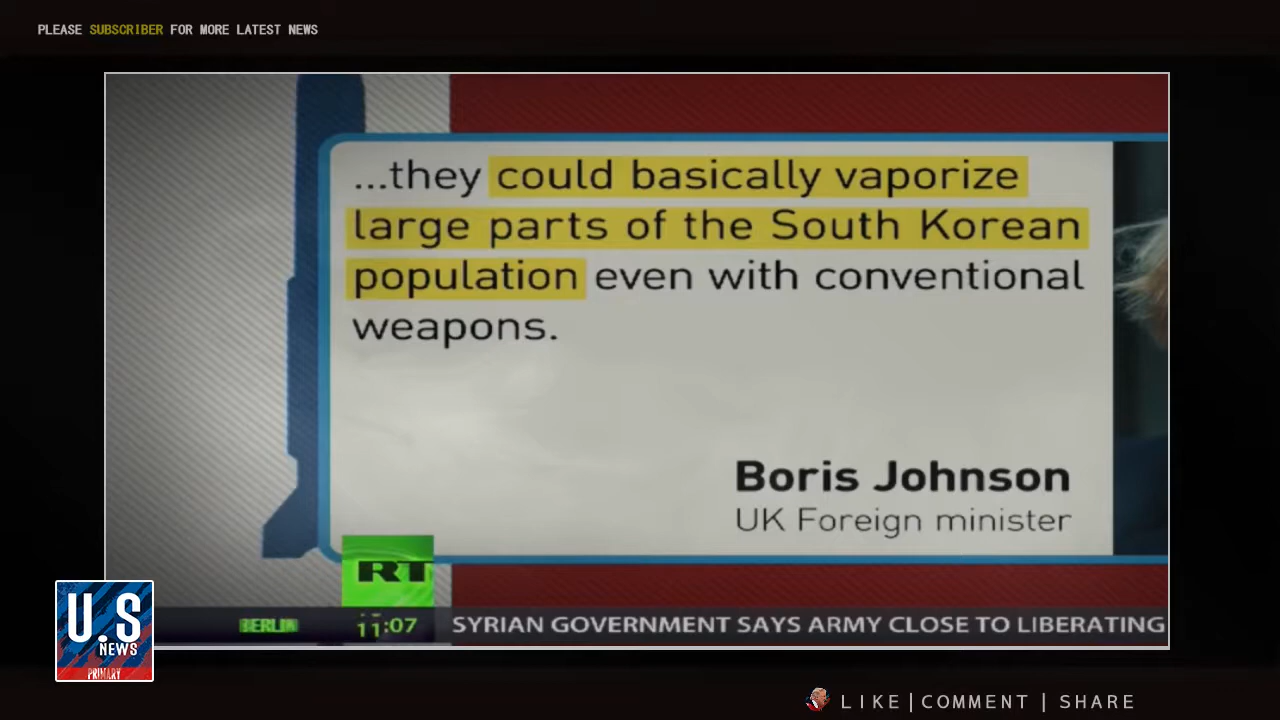 PLEASE SUBSCRIBER FOR MORE LATEST NEWS
...they could basically vaporize
large parts of the South Korean
population even with conventional
weapons.
Boris Johnson
UK Foreign minister
RT
BERLIN 11:07 SYRIAN GOVERNMENT SAYS ARMY CLOSE TO LIBERATING
U.S
NEWS
PRIMARY
LIKE|COMMENT | SHARE